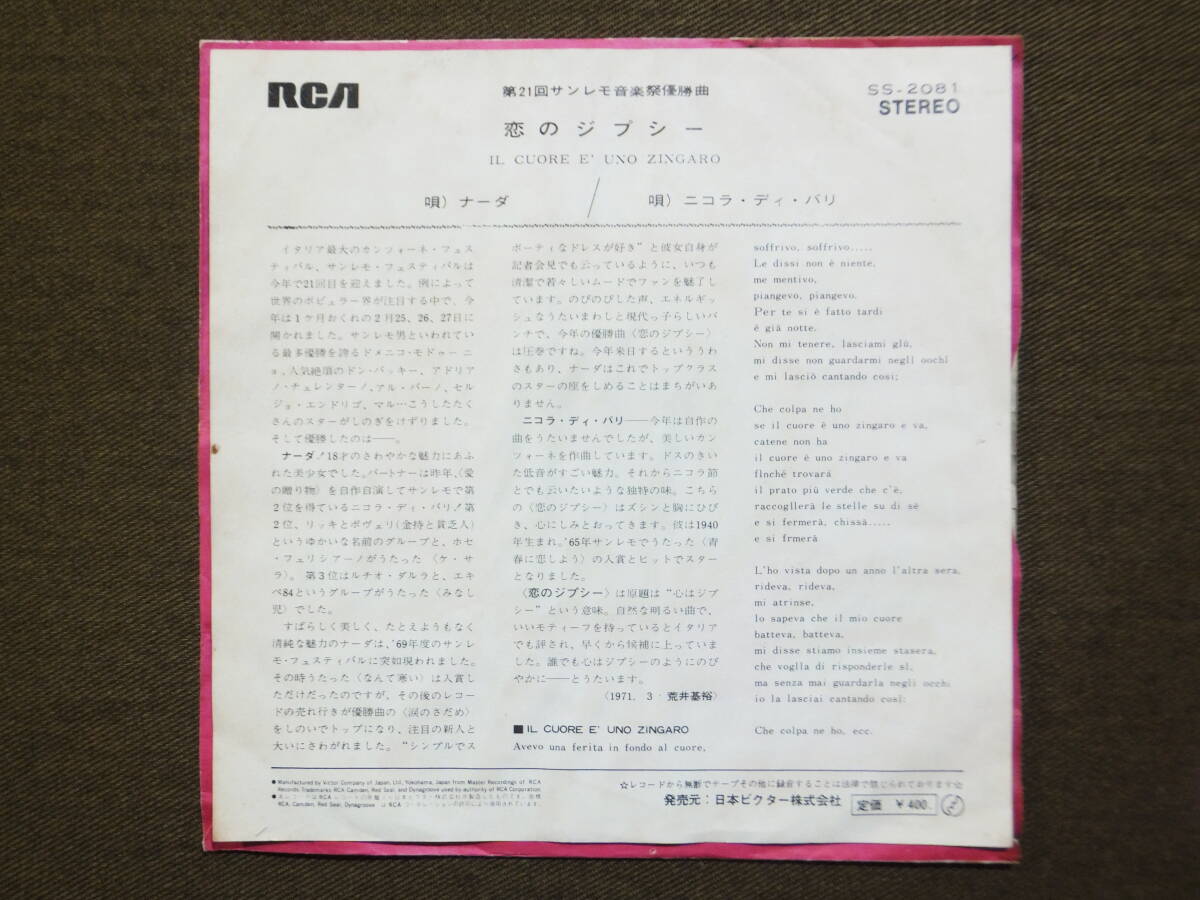 RCA
第21回サンレモ音楽祭優勝曲
SS-2081
STEREO
恋のジプシー
IL CUORE E' UNO ZINGARO
唄）ナーダ
唄）ニコラ・ディ・バリ
イタリア最大のカンツォーネ・フェス
ティバル、サンレモ・フェスティバルは
今年で21回目を迎えました。例によって
世界のポピュラー界が注目する中で、今
年は1ケ月おくれの2月25、26、27日に
開かれました。サンレモ男といわれてい
る最多優勝を誇るドメニコ・モドゥーニ
ョ、人気絶頂のドン・バッキー、アドリア
ノ・チェレンターノ、アル・バーノ、セル
ジョ・エンドリゴ、マル…こうしたたく
さんのスターがしのぎをけずりました。
そして優勝したのは――。
ナーダ！18才のさわやかな魅力にあふ
れた美少女でした。パートナーは昨年、〈愛
の贈り物〉を自作自演してサンレモで第
2位を得ているニコラ・ディ・バリ！第
2位、リッキとポヴェリ（金持と貧乏人）
というゆかいな名前のグループと、ホセ
・フェリシアーノがうたった〈ケ・サ
ラ〉。第3位はルチオ・ダルラと、エキ
ペ84というグループがうたった〈みなし
児〉でした。
すばらしく美しく、たとえようもなく
清純な魅力のナーダは、'69年度のサンレ
モ・フェスティバルに突如現われました。
その時うたった〈なんて寒い〉は入賞し
ただけだったのですが、その後のレコー
ドの売れ行きが優勝曲の〈涙のさだめ〉
をしのいでトップになり、注目の新人と
大いにさわがれました。“シンプルでス
ポーティなドレスが好き”と彼女自身が
記者会見でも云っているように、いつも
清潔で若々しいムードでファンを魅了し
ています。のびのびした声、エネルギッ
シュなうたいまわしと現代っ子らしいパ
ンチで、今年の優勝曲〈恋のジプシー〉
は圧巻ですね。今年来日するといううわ
さもあり、ナーダはこれでトップクラス
のスターの座をしめることはまちがいあ
りません。
ニコラ・ディ・バリ――今年は自作の
曲をうたいませんでしたが、美しいカン
ツォーネを作曲しています。ドスのきい
た低音がすごい魅力。それからニコラ節
とでも云いたいような独特の味。こちら
の〈恋のジプシー〉はズシンと胸にひび
き、心にしみとおってきます。彼は1940
年生まれ。'65年サンレモでうたった〈青
春に恋しよう〉の入賞とヒットでスター
となりました。
〈恋のジプシー〉は原題は“心はジプ
シー”という意味。自然な明るい曲で、
いいモティーフを持っているとイタリア
でも評され、早くから候補に上っていま
した。誰でも心はジプシーのようにのび
やかに――とうたいます。
〈1971. 3・荒井基裕〉
■IL CUORE E' UNO ZINGARO
Avevo una ferita in fondo al cuore,
soffrivo, soffrivo.....
Le dissi non è niente,
me mentivo,
piangevo, piangevo.
Per te si è fatto tardi
è già notte.
Non mi tenere, lasciami glù,
mi disse non guardarmi negli oochi
e mi lasciò cantando così;
Che colpa ne ho
se il cuore è uno zingaro e va,
catene non ha
il cuore è uno zingaro e va
flnchè troverà
il prato più verde che c'è,
raccogllerà le stelle su di sè
e si fermerà, chissà.....
e si frmerà
L'ho vista dopo un anno l'altra sera,
rideva, rideva,
mi atrinse,
lo sapeva che il mio cuore
batteva, batteva,
mi disse stiamo insieme stasera,
che voglla di risponderle sì,
ma senza mai guardarla negli occhi
io la lasciai cantando così:
Che colpa ne ho, ecc.
●Manufactured by Victor Company of Japan, Ltd., Yokohama, Japan from Master Recordings of RCA
Records Trademarks RCA Camden, Red Seal, and Dynagroove used by authority of RCA Corporation.
RCA, Camden, Red Seal, Dynagroove は RCA
☆レコードから無断でテープその他に録音することは法律で禁じられております☆
発売元：日本ビクター株式会社
定価 ￥400